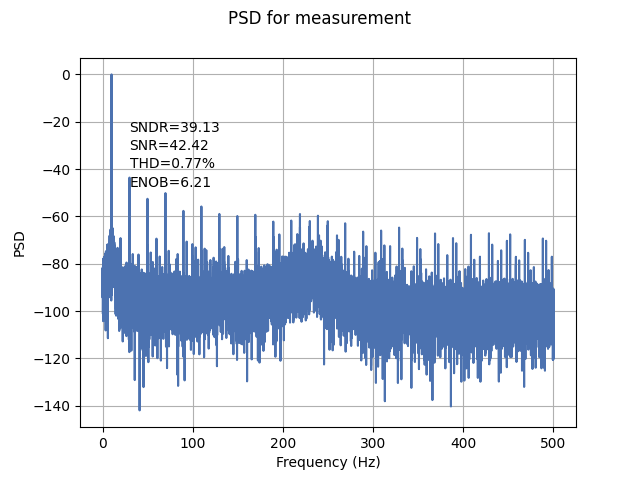 PSD for measurement
0
−20
−40
−60
−80
−100
−120
−140
PSD
SNDR=39.13
SNR=42.42
THD=0.77%
ENOB=6.21
0 100 200 300 400 500
Frequency (Hz)